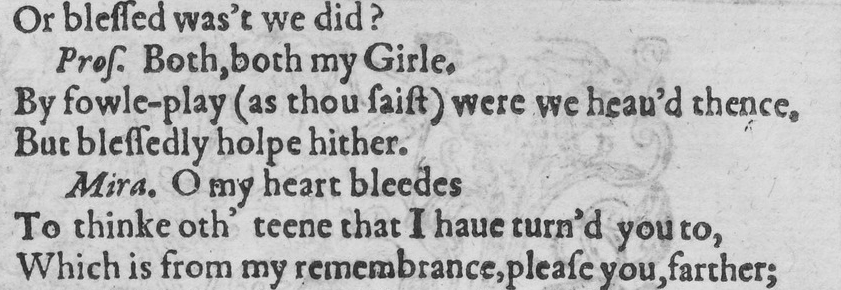 Or bleſſed was't we did?
Proſ. Both,both my Girle.
By fowle-play (as thou ſaiſt) were we heau'd thence,
But bleſſedly holpe hither.
Mira. O my heart bleedes
To thinke oth' teene that I haue turn'd you to,
Which is from my remembrance,pleaſe you,farther;